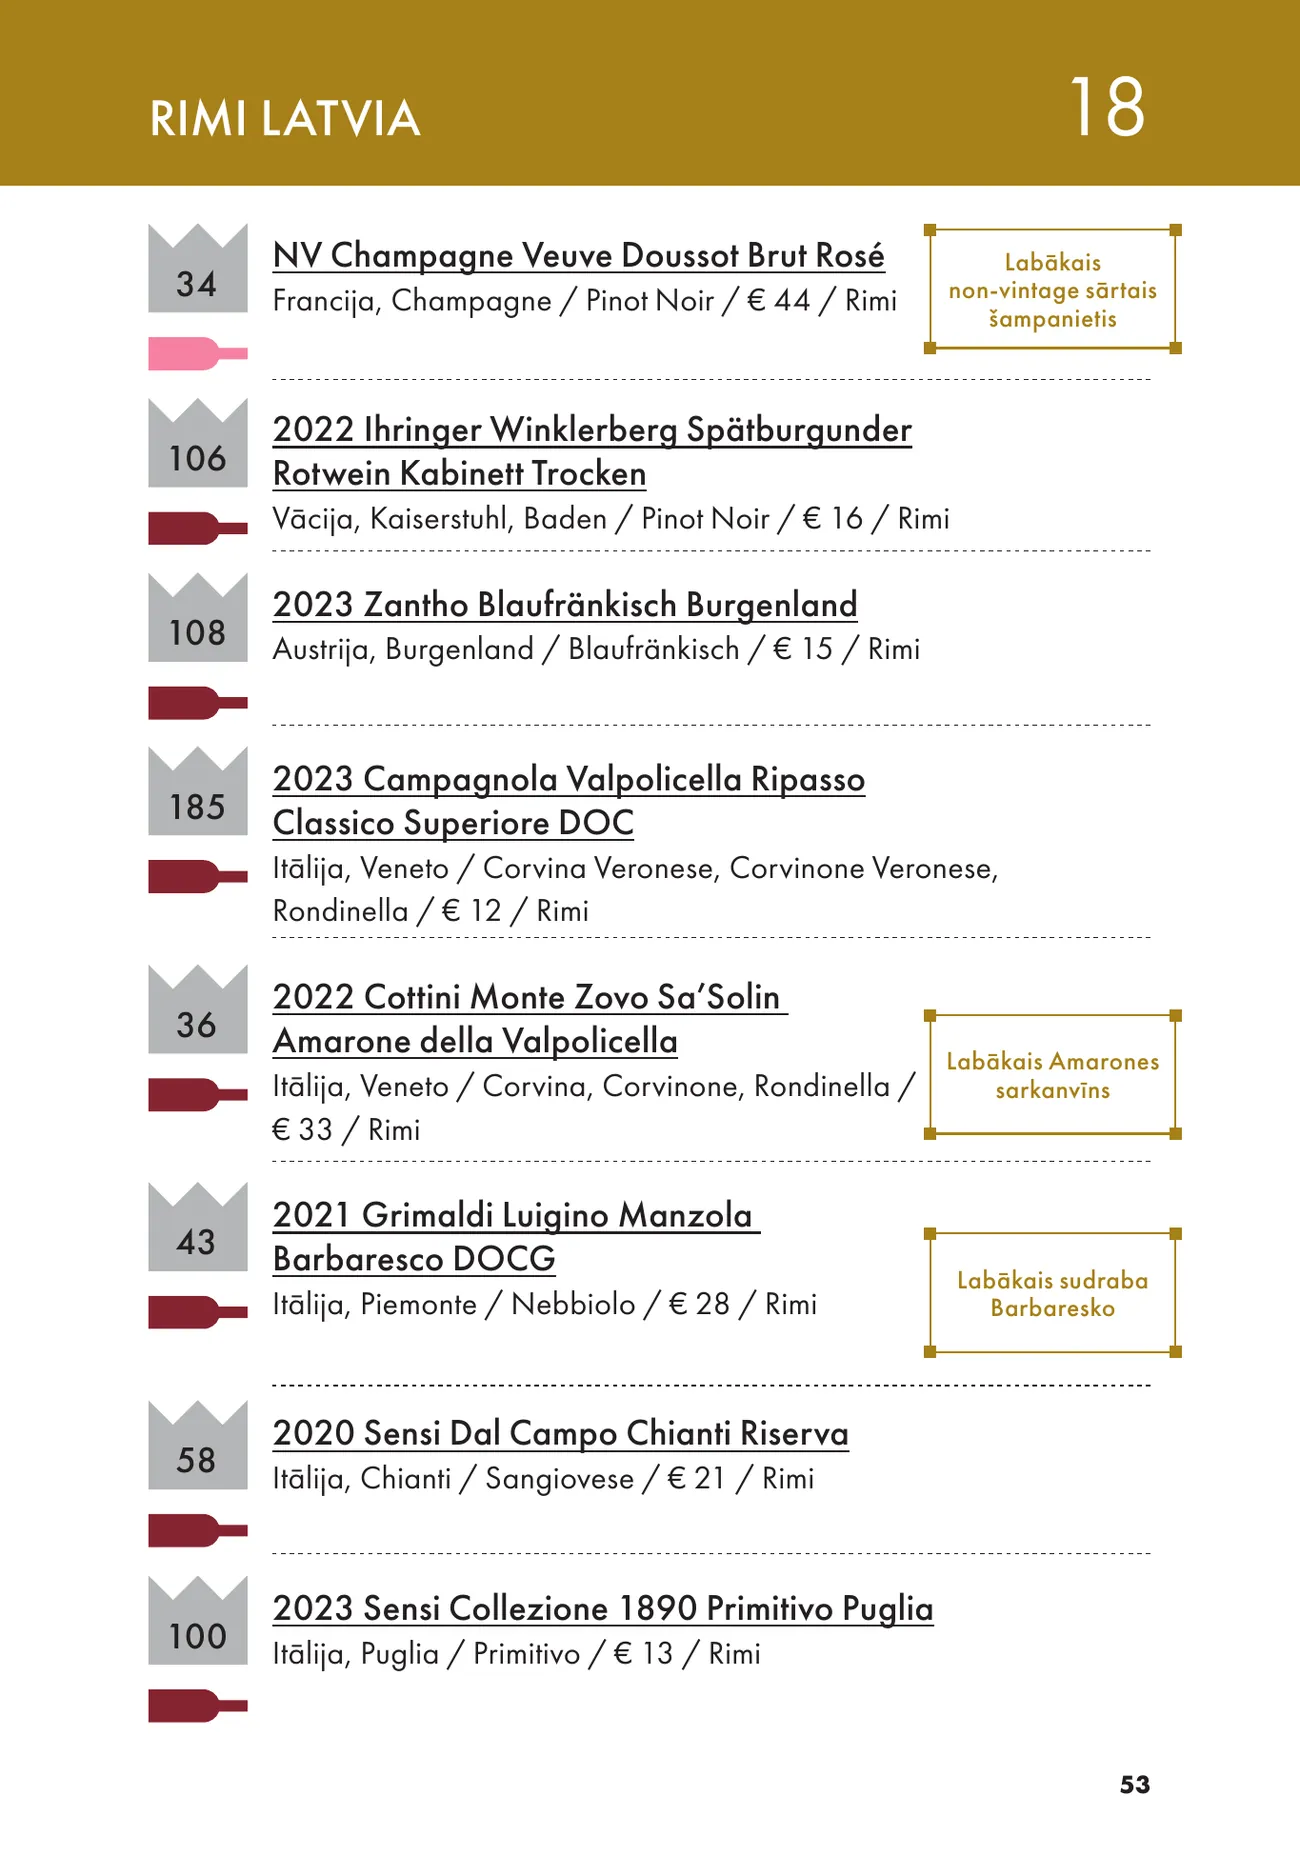 RIMI LATVIA
18
34
NV Champagne Veuve Doussot Brut Rosé
Francija, Champagne / Pinot Noir / € 44 / Rimi
Labākais
non-vintage sārtais
šampanietis
106
2022 Ihringer Winklerberg Spätburgunder
Rotwein Kabinett Trocken
Vācija, Kaiserstuhl, Baden / Pinot Noir / € 16 / Rimi
108
2023 Zantho Blaufränkisch Burgenland
Austrija, Burgenland / Blaufränkisch / € 15 / Rimi
185
2023 Campagnola Valpolicella Ripasso
Classico Superiore DOC
Itālija, Veneto / Corvina Veronese, Corvinone Veronese,
Rondinella / € 12 / Rimi
36
2022 Cottini Monte Zovo Sa’Solin
Amarone della Valpolicella
Itālija, Veneto / Corvina, Corvinone, Rondinella /
€ 33 / Rimi
Labākais Amarones
sarkanvīns
43
2021 Grimaldi Luigino Manzola
Barbaresco DOCG
Itālija, Piemonte / Nebbiolo / € 28 / Rimi
Labākais sudraba
Barbaresko
58
2020 Sensi Dal Campo Chianti Riserva
Itālija, Chianti / Sangiovese / € 21 / Rimi
100
2023 Sensi Collezione 1890 Primitivo Puglia
Itālija, Puglia / Primitivo / € 13 / Rimi
53